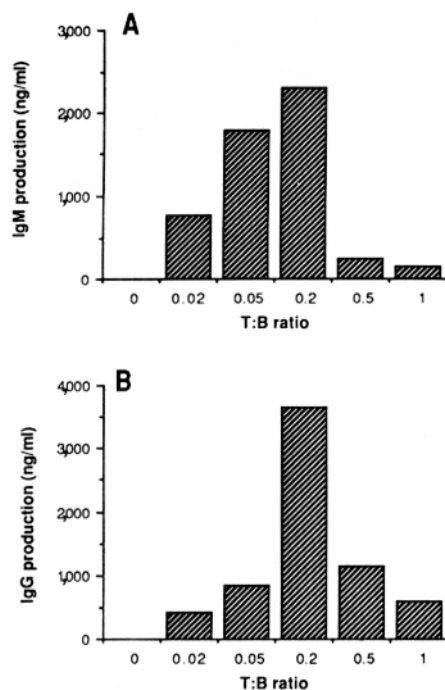 A
IgM production (ng/ml)
3,000
2,000
1,000
0
0 0.02 0.05 0.2 0.5 1
T:B ratio
B
IgG production (ng/ml)
4,000
3,000
2,000
1,000
0
0 0.02 0.05 0.2 0.5 1
T:B ratio